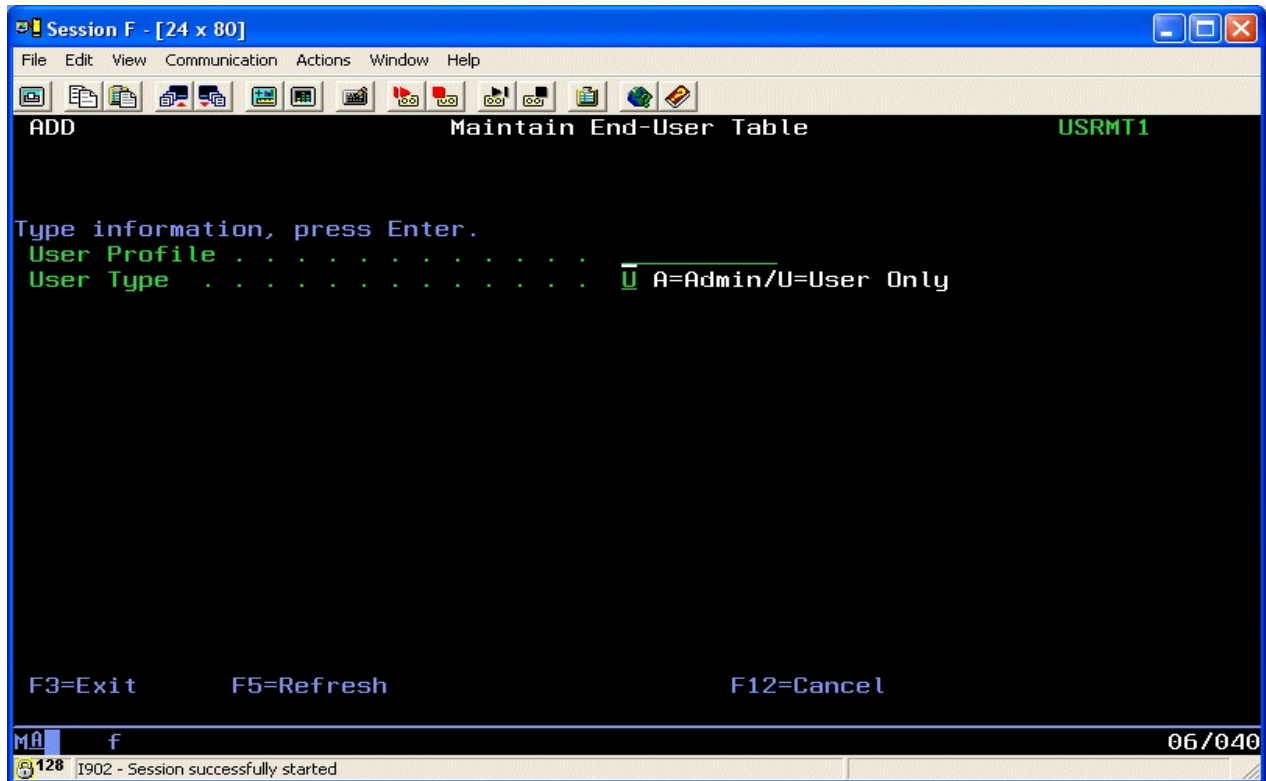 Session F - [24 x 80]
File Edit View Communication Actions Window Help
ADD Maintain End-User Table USRMT1
Type information, press Enter.
User Profile . . . . . . . . . . . .
User Type . . . . . . . . . . . . . U A=Admin/U=User Only
F3=Exit F5=Refresh F12=Cancel
MA f 06/040
128 I902 - Session successfully started